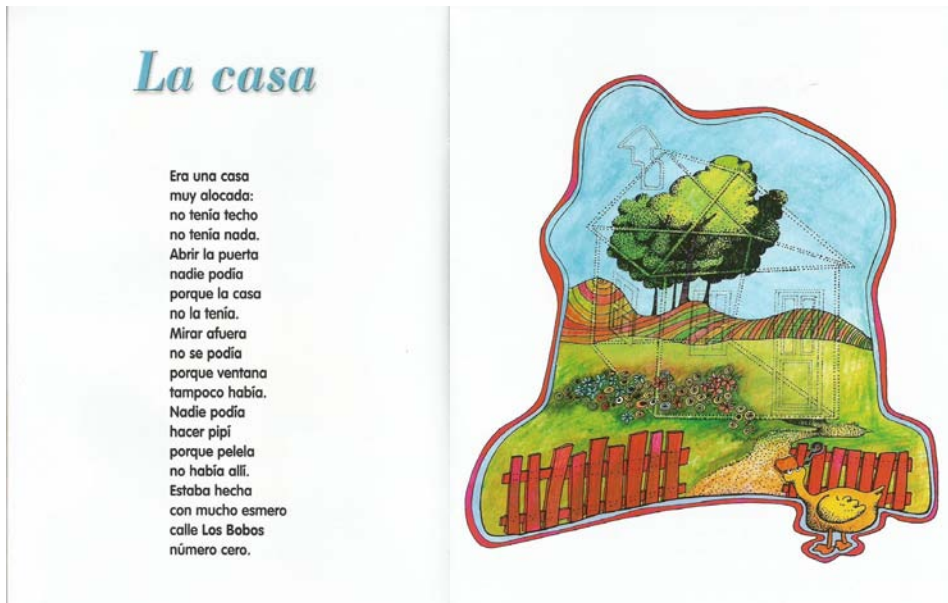 La casa
Era una casa
muy alocada:
no tenía techo
no tenía nada.
Abrir la puerta
nadie podía
porque la casa
no la tenía.
Mirar afuera
no se podía
porque ventana
tampoco había.
Nadie podía
hacer pipí
porque pelela
no había allí.
Estaba hecha
con mucho esmero
calle Los Bobos
número cero.